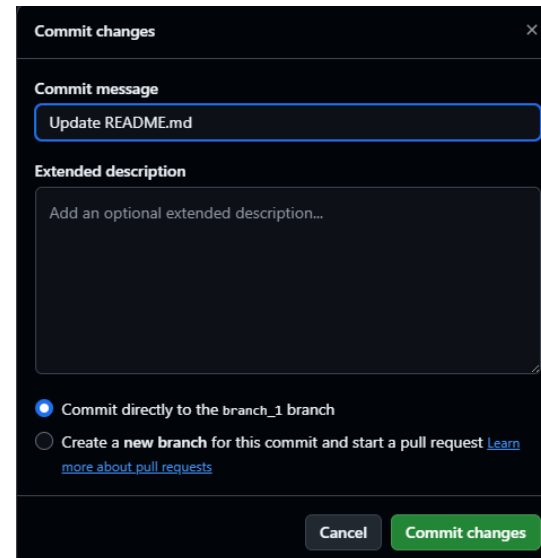 Commit changes
Commit message
Update README.md
Extended description
Add an optional extended description...
Commit directly to the branch_1 branch
Create a new branch for this commit and start a pull request Learn
more about pull requests
Cancel
Commit changes